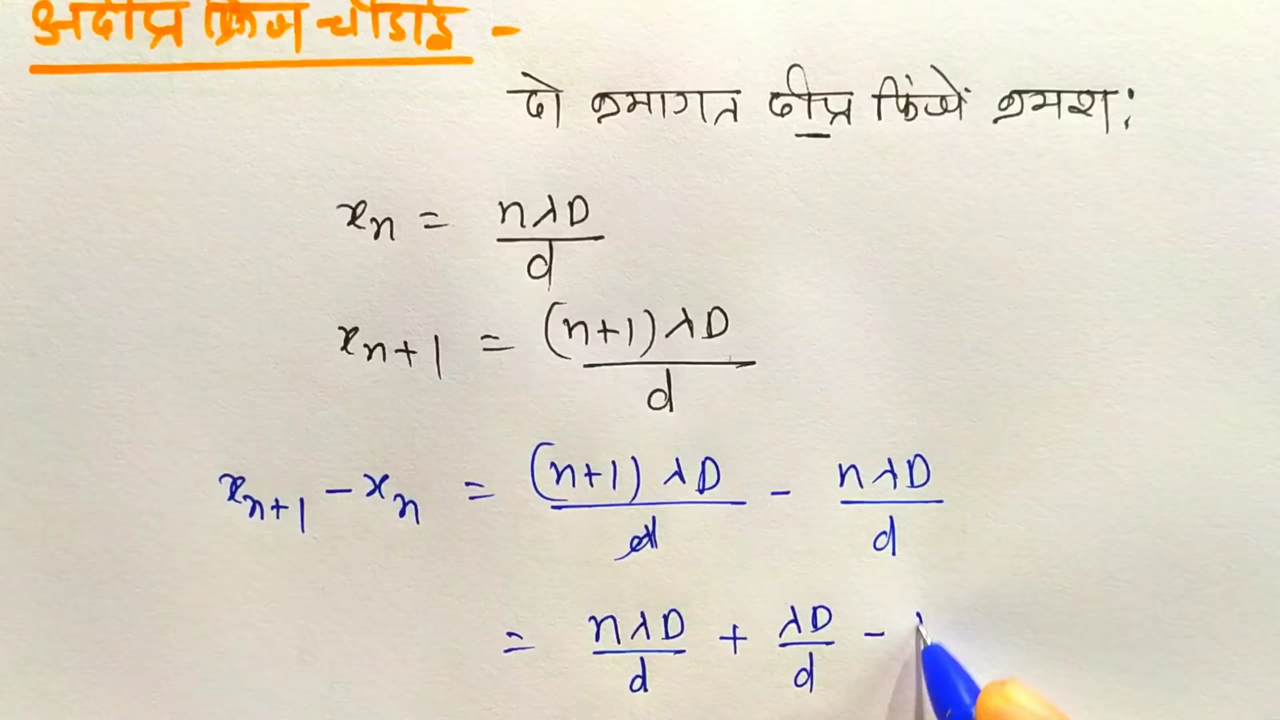 अदीप्त फ्रिंज चौड़ाई -
दो क्रमागत दीप्त फ्रिंजें क्रमशः
xₙ = nλD/d
xₙ₊₁ = (n+1)λD/d
xₙ₊₁ - xₙ = (n+1)λD/d - nλD/d
= nλD/d + λD/d -